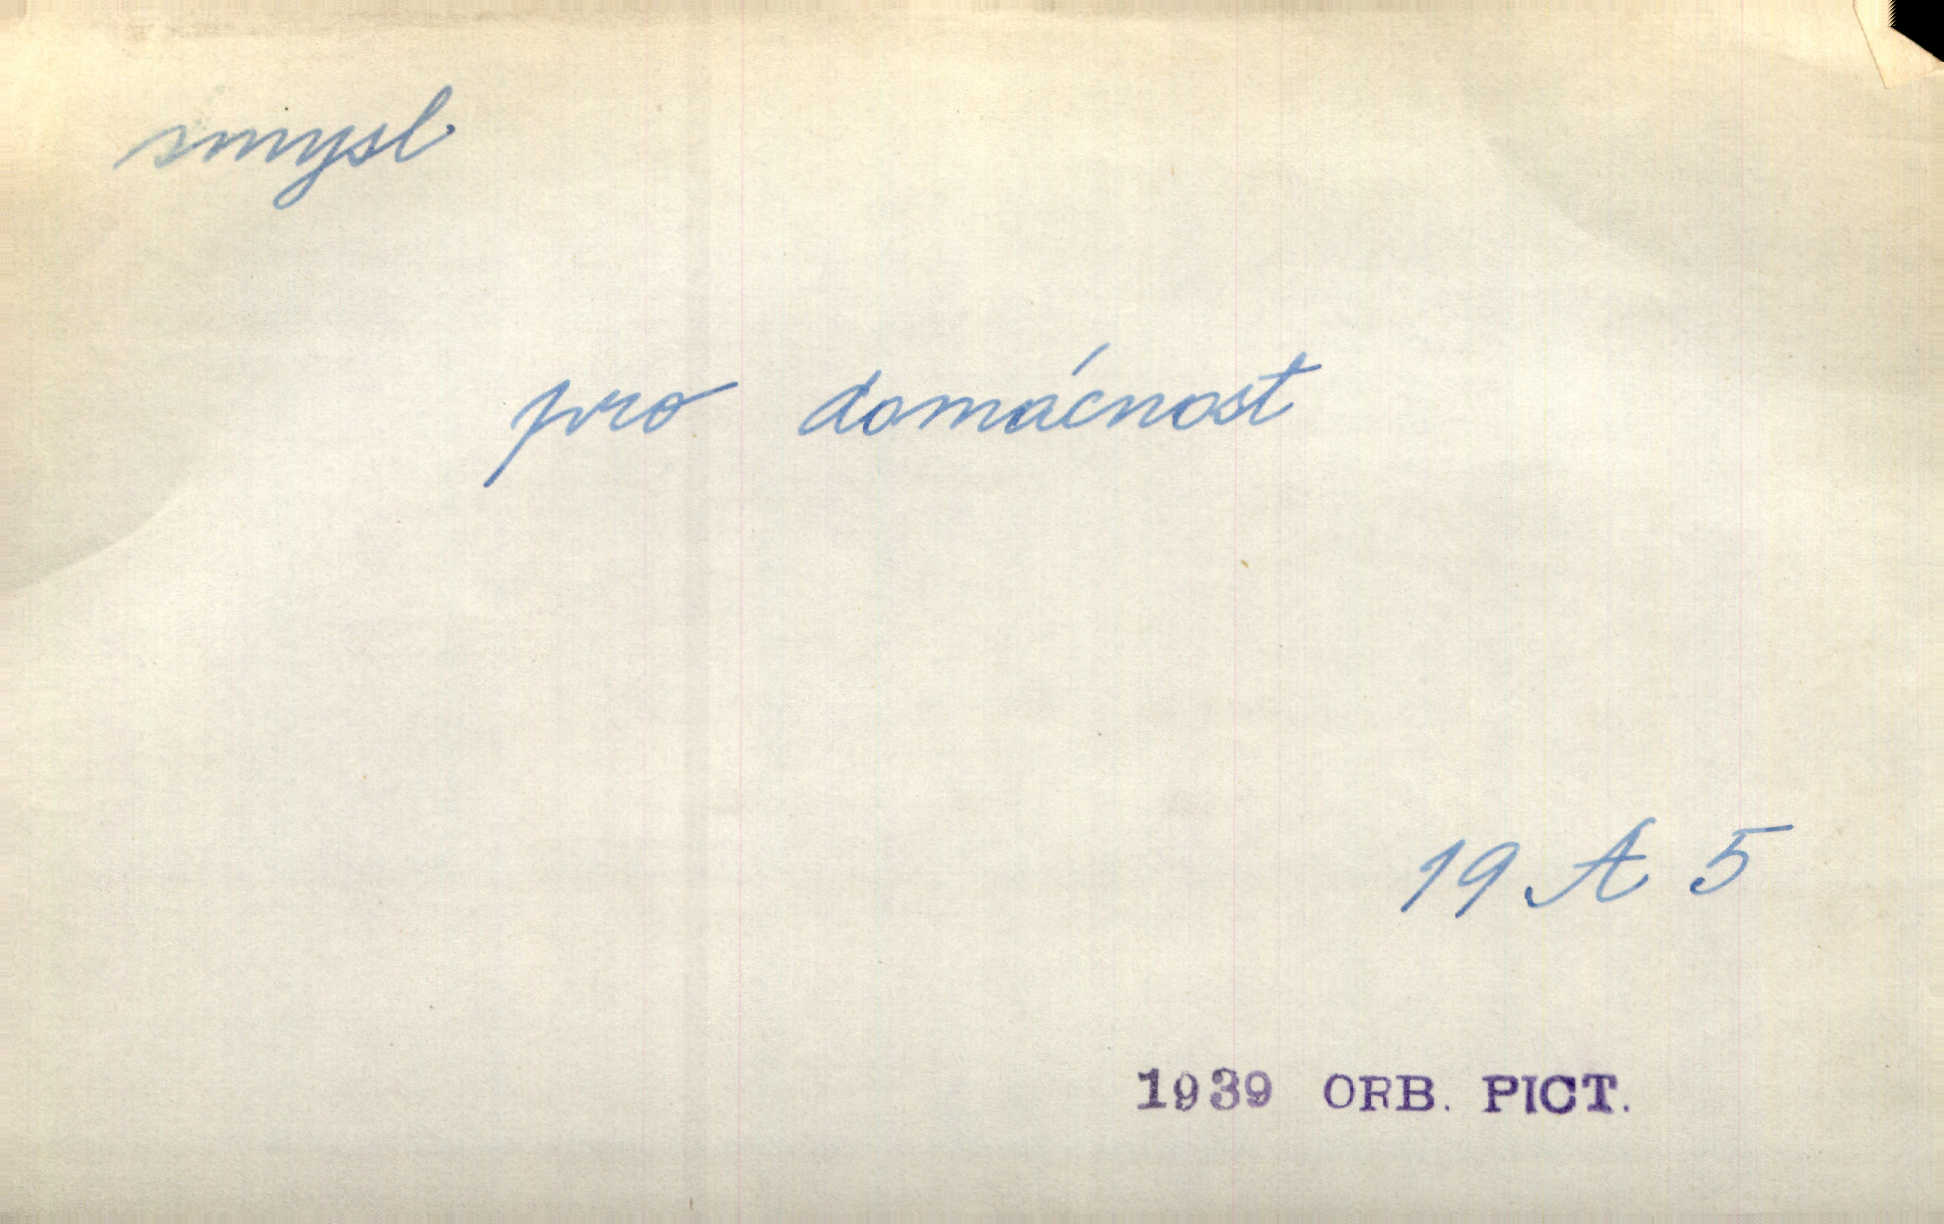 smysl
pro domácnost
19 A 5
1939 ORB. PICT.